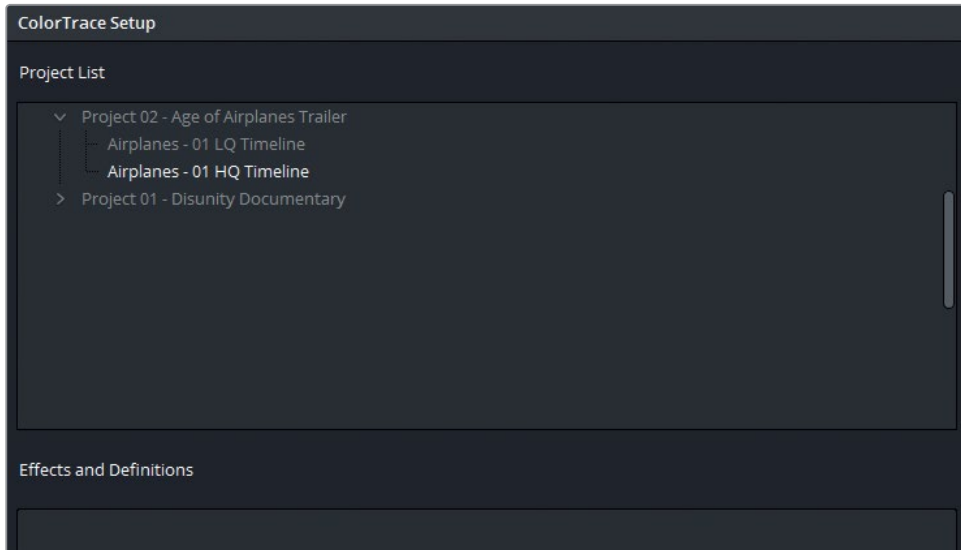 ColorTrace Setup
Project List
Project 02 - Age of Airplanes Trailer
Airplanes - 01 LQ Timeline
Airplanes - 01 HQ Timeline
Project 01 - Disunity Documentary
Effects and Definitions